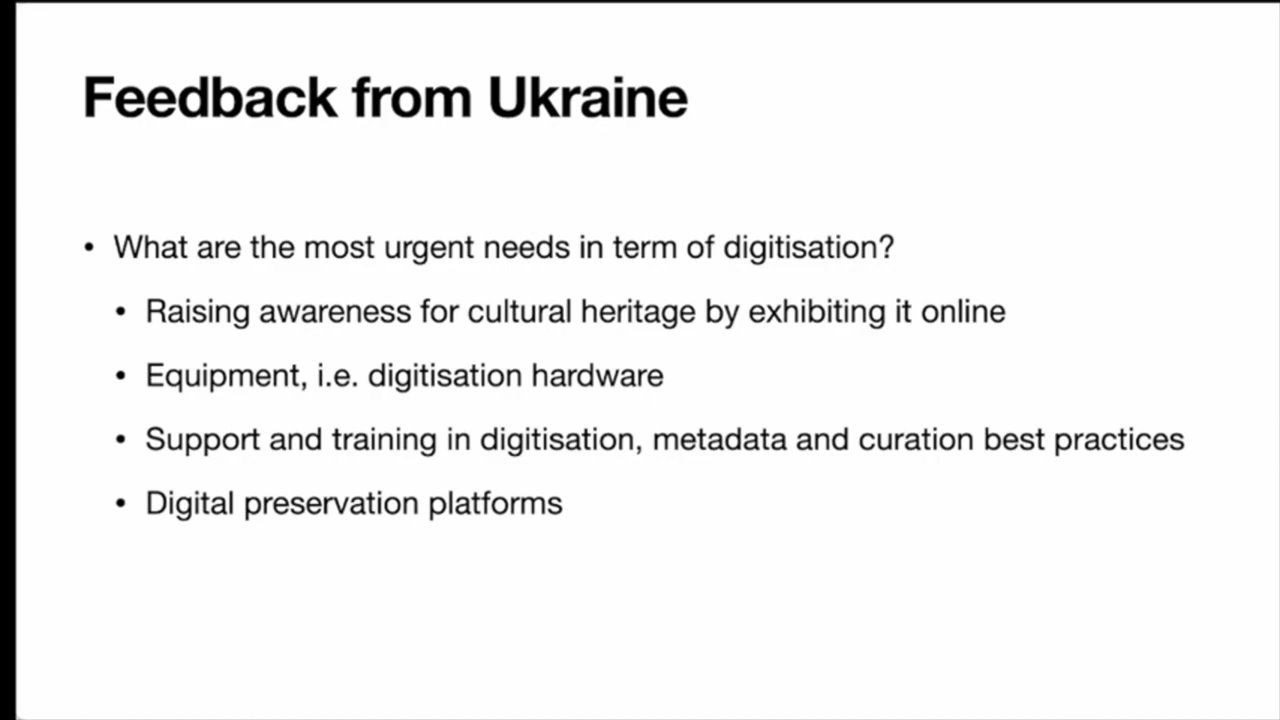 Feedback from Ukraine
• What are the most urgent needs in term of digitisation?
• Raising awareness for cultural heritage by exhibiting it online
• Equipment, i.e. digitisation hardware
• Support and training in digitisation, metadata and curation best practices
• Digital preservation platforms